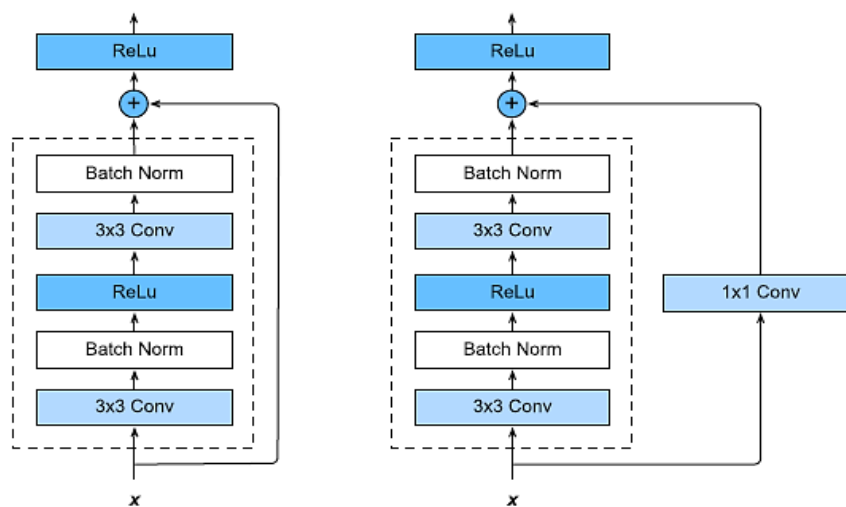 ReLu
+
Batch Norm
3x3 Conv
ReLu
Batch Norm
3x3 Conv
x
ReLu
+
Batch Norm
3x3 Conv
ReLu
1x1 Conv
Batch Norm
3x3 Conv
x